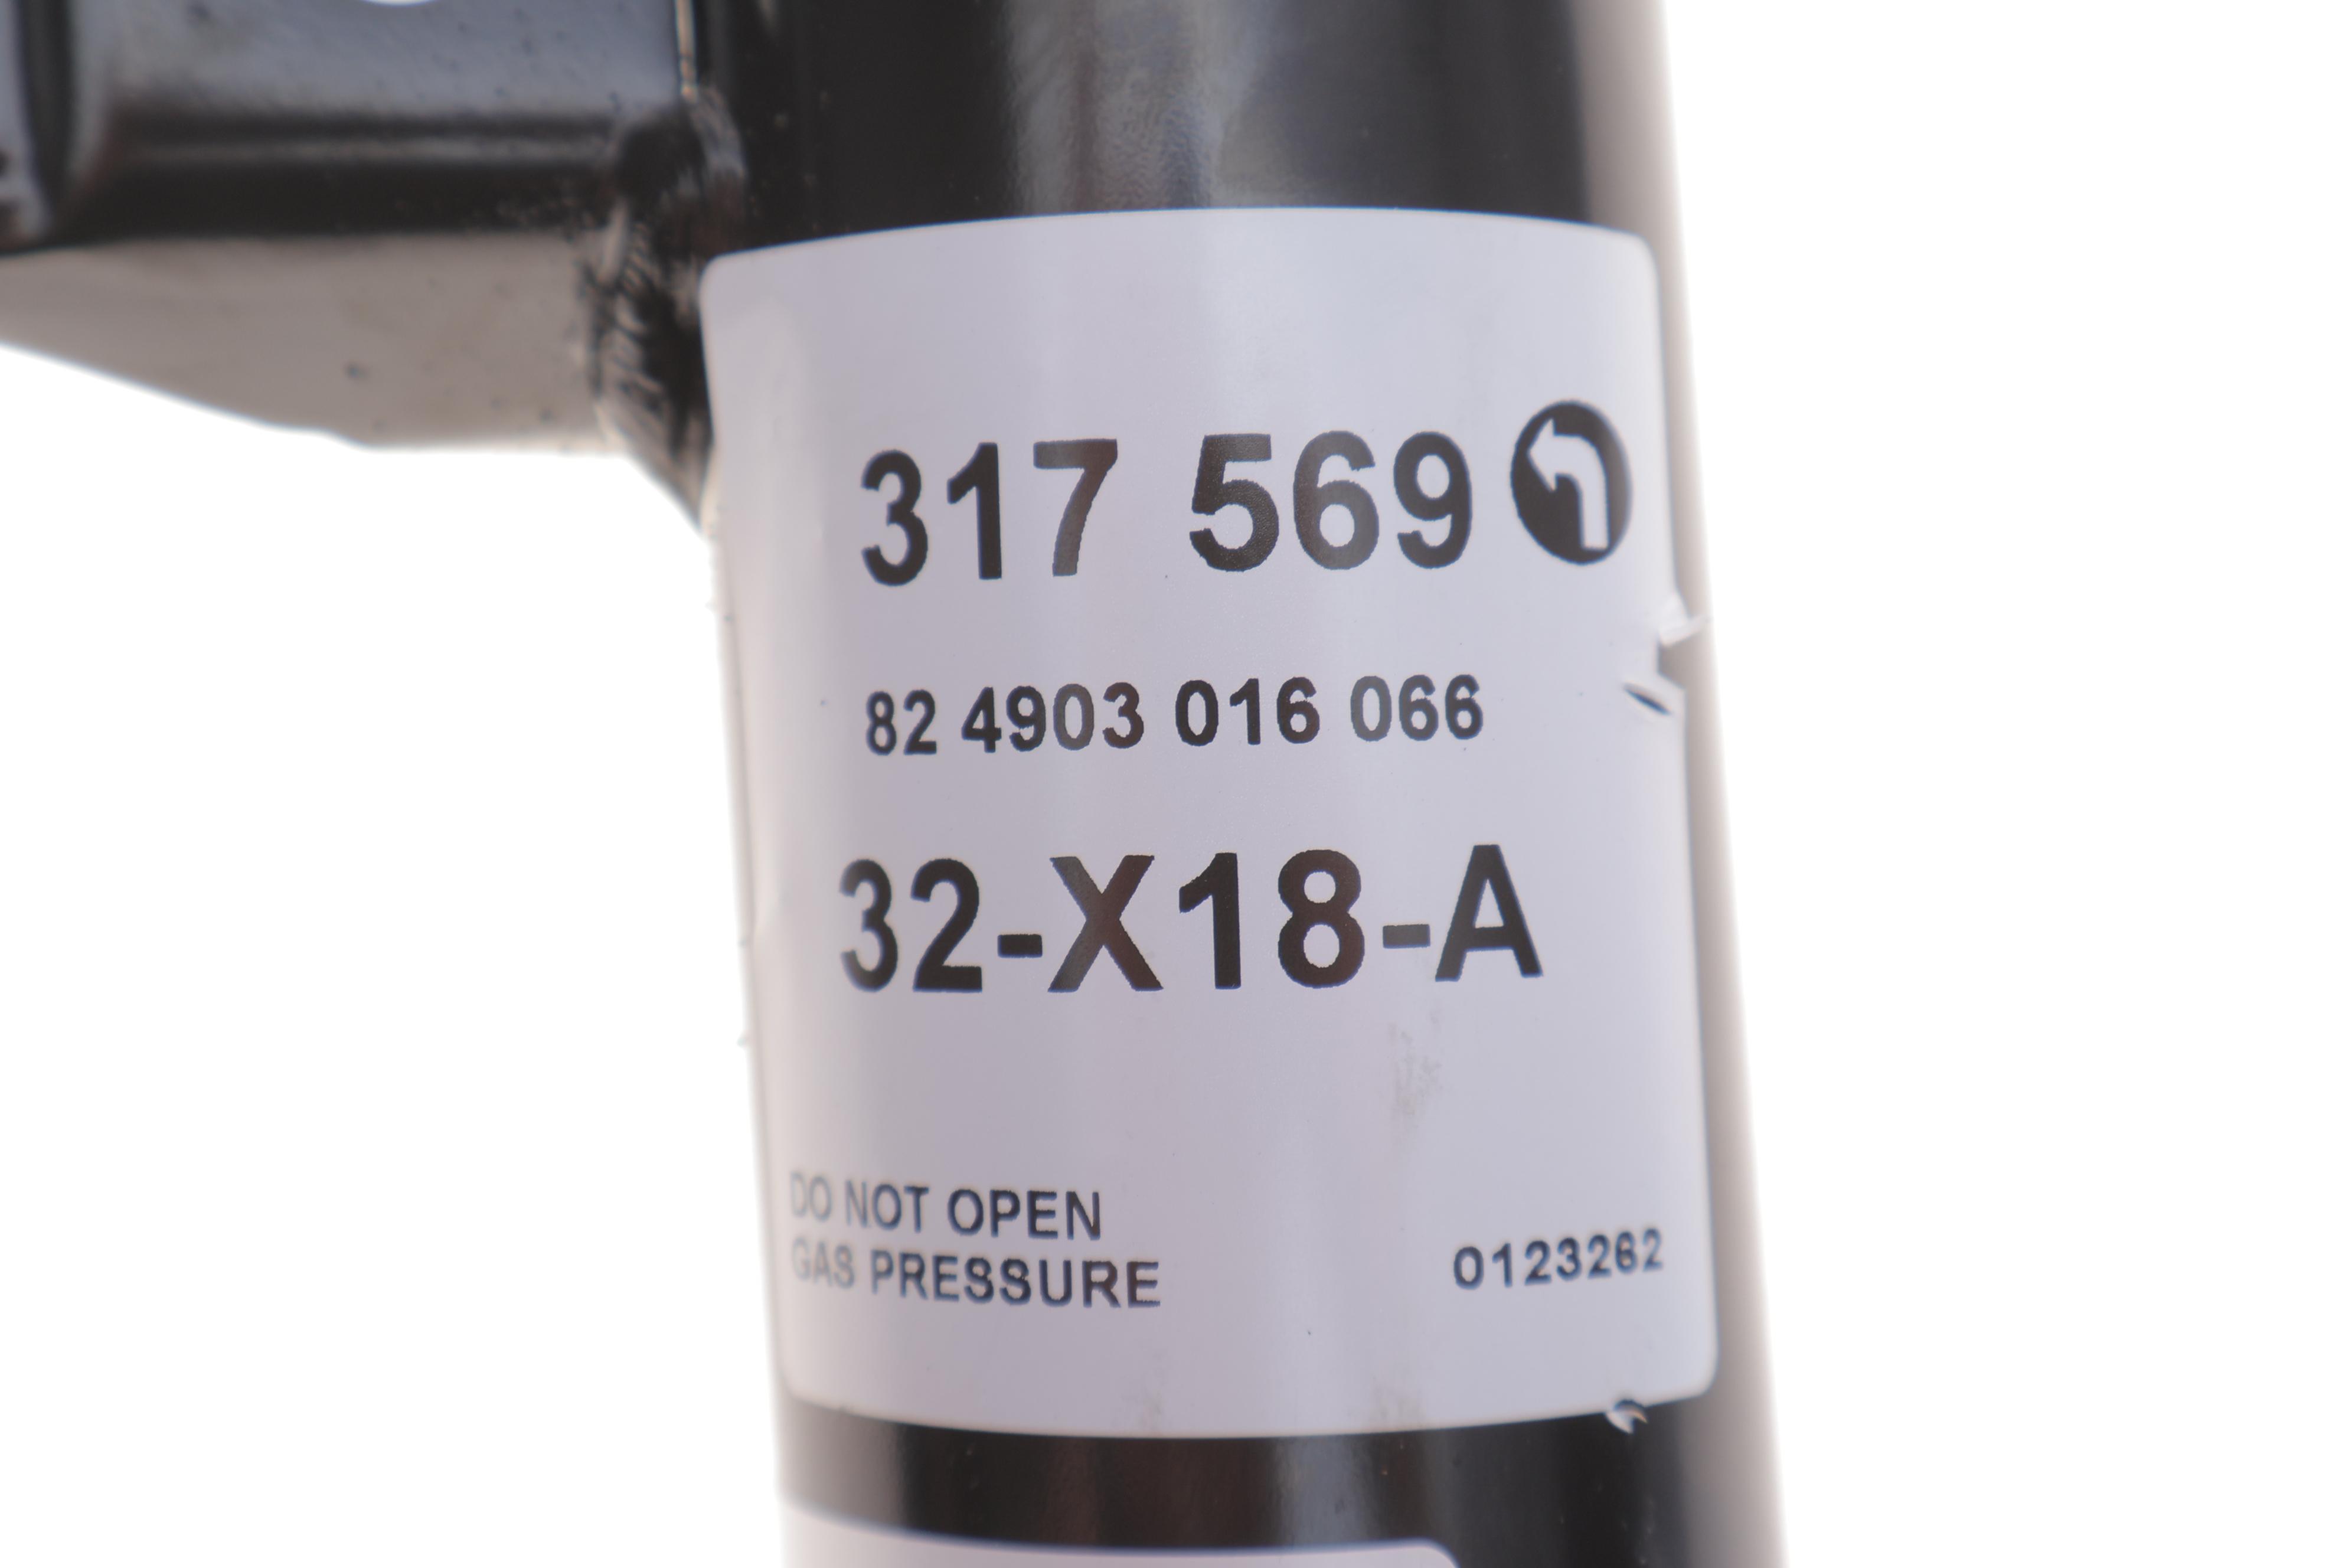 317 569
82 4903 016 066
32-X18-A
DO NOT OPEN
GAS PRESSURE
0123262